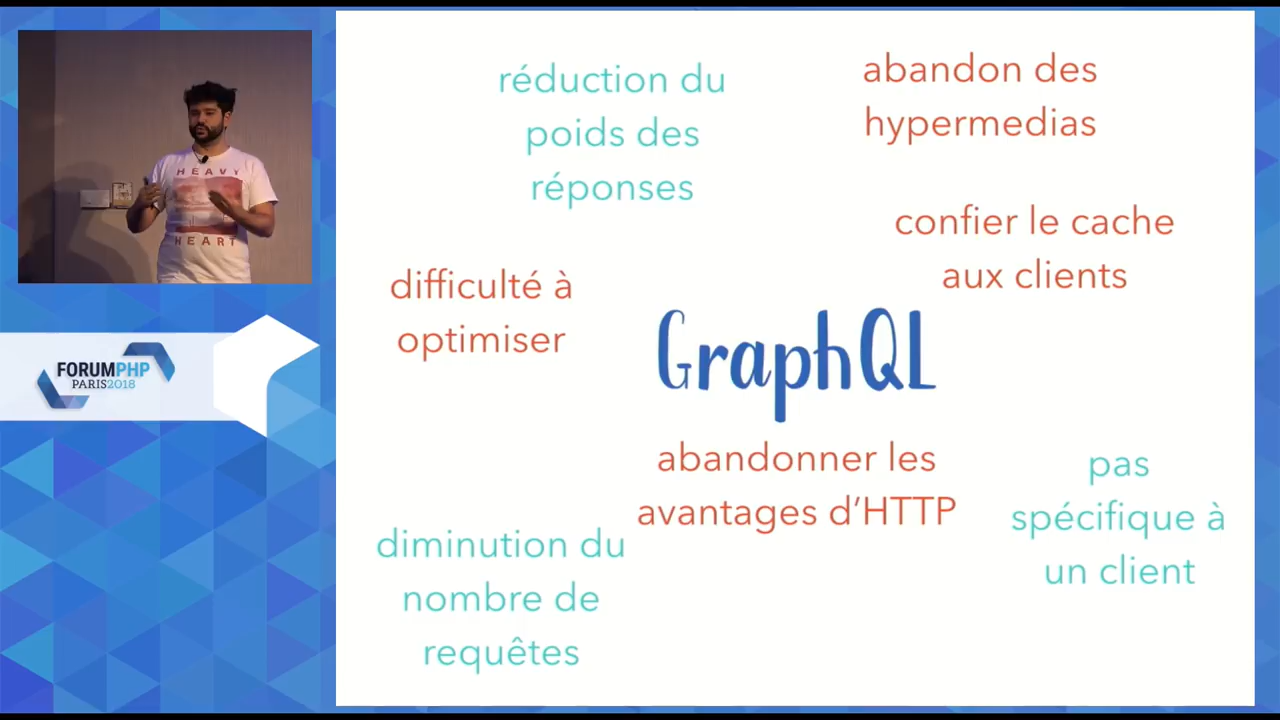 réduction du
poids des
réponses
abandon des
hypermedias
confier le cache
aux clients
difficulté à
optimiser
GraphQL
abandonner les
avantages d’HTTP
pas
spécifique à
un client
diminution du
nombre de
requêtes
HEAVY
HEART
FORUMPHP
PARIS2018